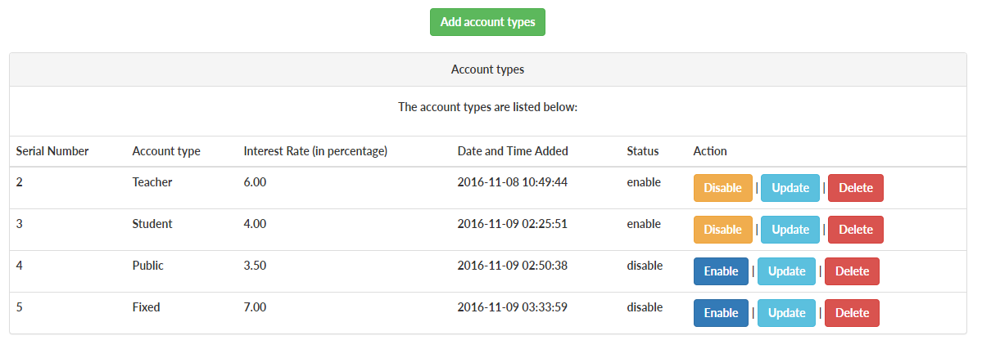 Add account types
Account types
The account types are listed below:
Serial Number Account type Interest Rate (in percentage) Date and Time Added Status Action
2 Teacher 6.00 2016-11-08 10:49:44 enable Disable | Update | Delete
3 Student 4.00 2016-11-09 02:25:51 enable Disable | Update | Delete
4 Public 3.50 2016-11-09 02:50:38 disable Enable | Update | Delete
5 Fixed 7.00 2016-11-09 03:33:59 disable Enable | Update | Delete